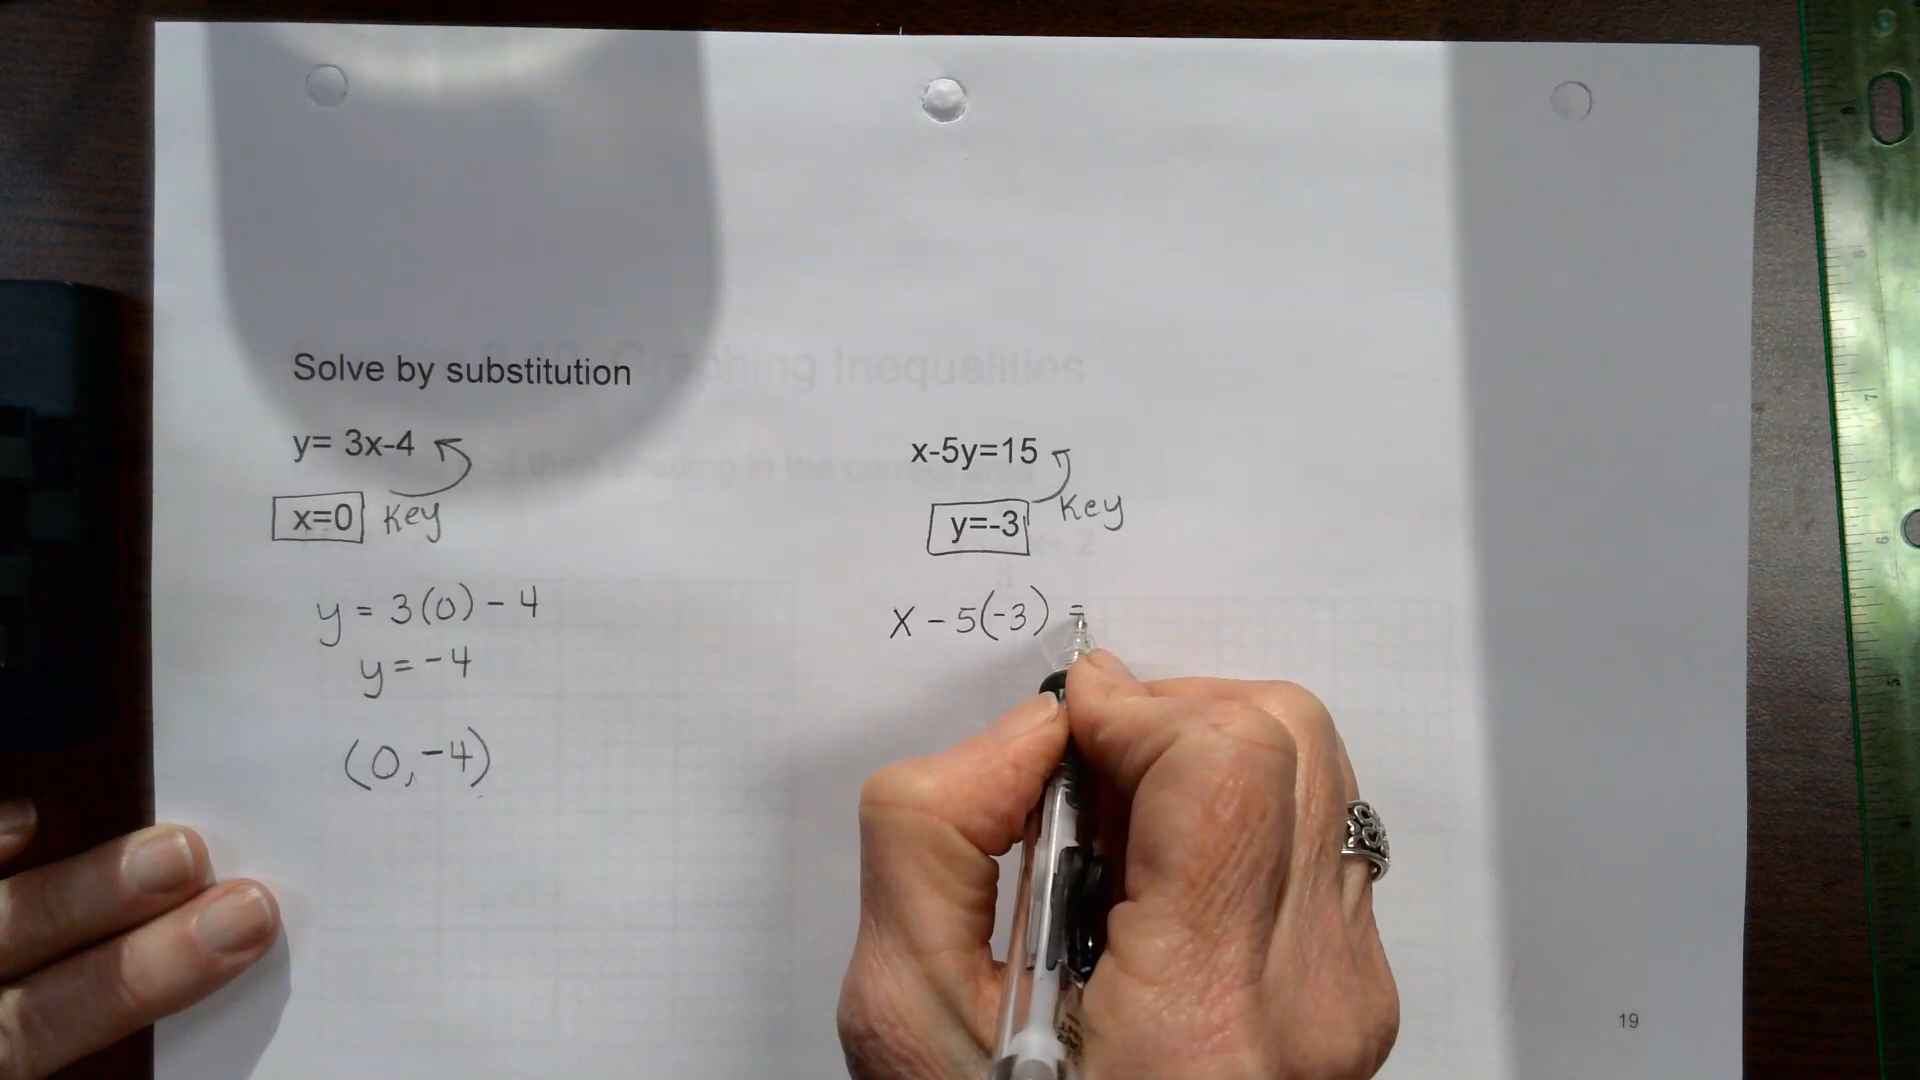 Solve by substitution
y= 3x-4
x=0 Key
y = 3(0) - 4
y = -4
(0, -4)
x-5y=15
y=-3 Key
x - 5(-3) =
19